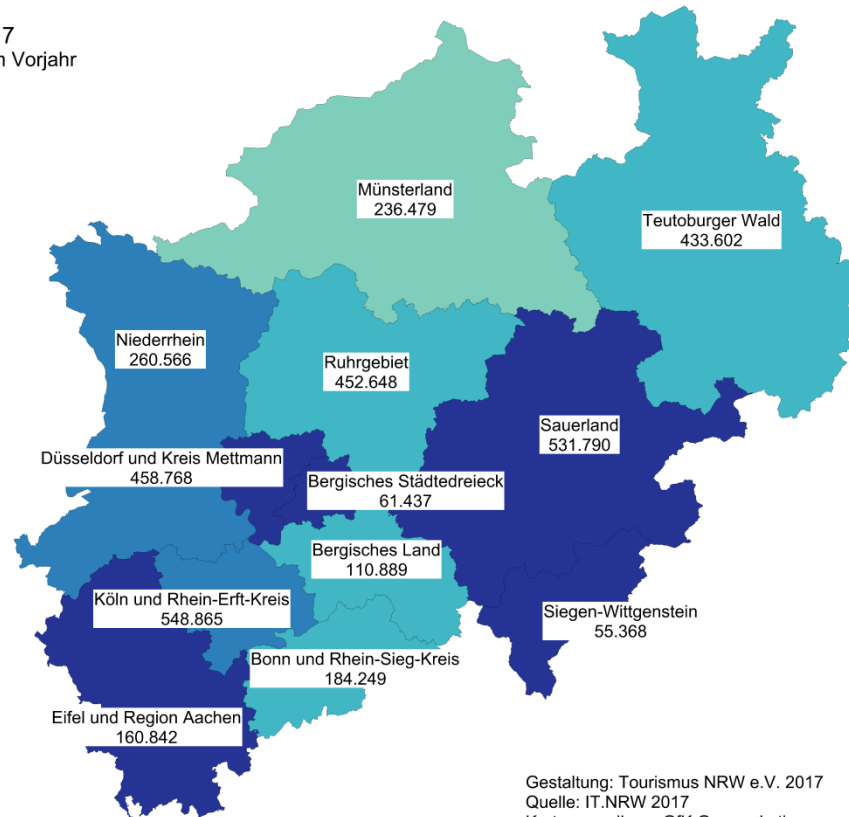 7
Vorjahr
Münsterland
236.479
Teutoburger Wald
433.602
Niederrhein
260.566
Ruhrgebiet
452.648
Sauerland
531.790
Düsseldorf und Kreis Mettmann
458.768
Bergisches Städtedreieck
61.437
Bergisches Land
110.889
Köln und Rhein-Erft-Kreis
548.865
Siegen-Wittgenstein
55.368
Bonn und Rhein-Sieg-Kreis
184.249
Eifel und Region Aachen
160.842
Gestaltung: Tourismus NRW e.V. 2017
Quelle: IT.NRW 2017